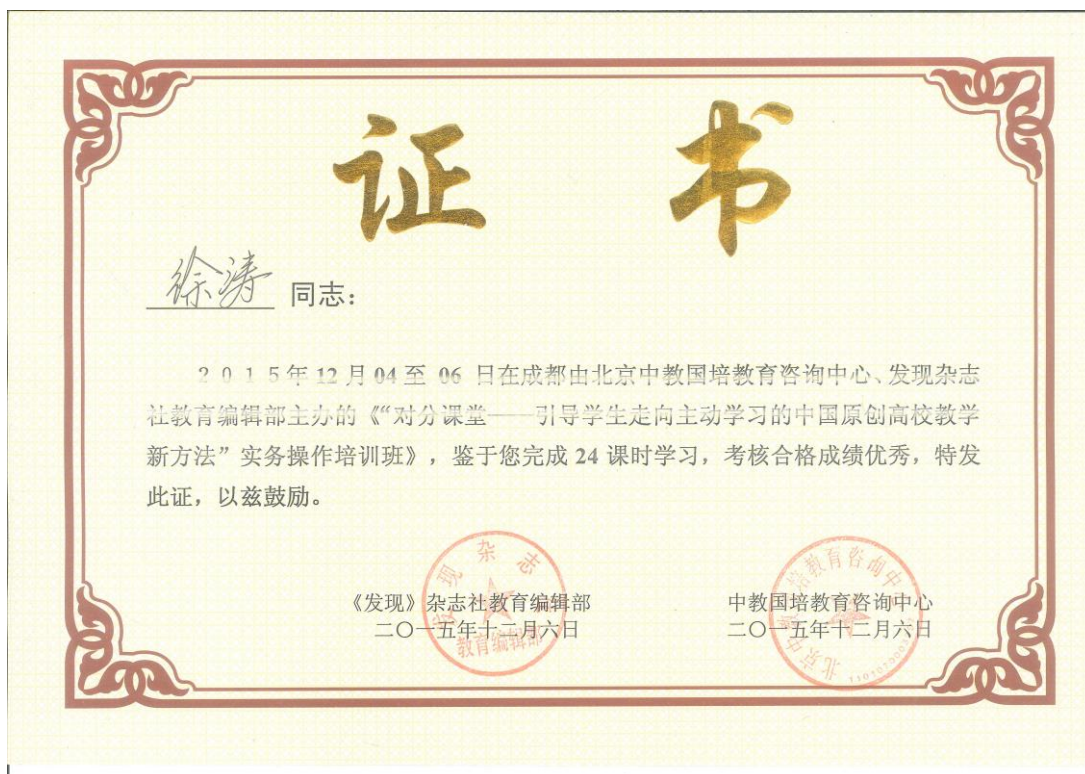 证书
徐涛 同志：
2015年12月04至 06 日在成都由北京中教国培教育咨询中心、发现杂志
社教育编辑部主办的《“对分课堂——引导学生走向主动学习的中国原创高校教学
新方法”实务操作培训班》，鉴于您完成 24 课时学习，考核合格成绩优秀，特发
此证，以兹鼓励。
《发现》杂志社教育编辑部
二〇一五年十二月六日
教育编辑部
中教国培教育咨询中心
二〇一五年十二月六日